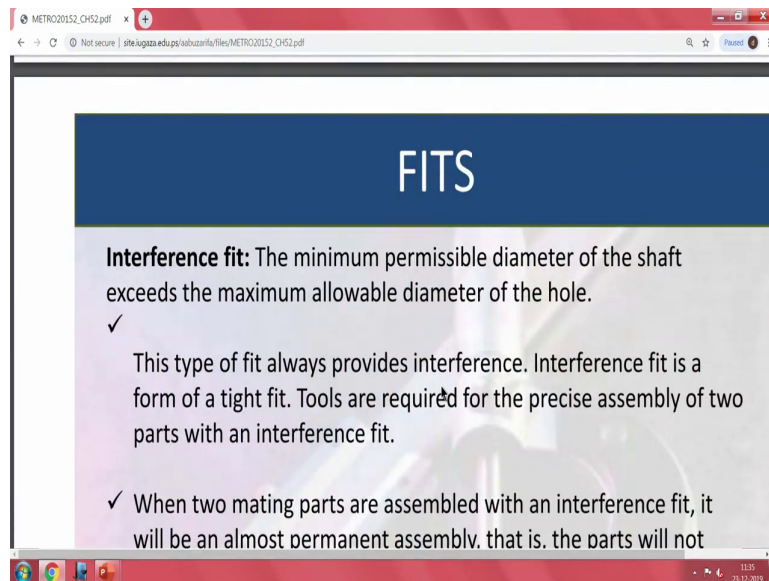 METRO20152_CH52.pdf
Not secure | site.iugaza.edu.ps/aabuzarifa/files/METRO20152_CH52.pdf
Paused
d
FITS
Interference fit: The minimum permissible diameter of the shaft
exceeds the maximum allowable diameter of the hole.
✓
This type of fit always provides interference. Interference fit is a
form of a tight fit. Tools are required for the precise assembly of two
parts with an interference fit.
✓ When two mating parts are assembled with an interference fit, it
will be an almost permanent assembly, that is, the parts will not
11:35
23-12-2019